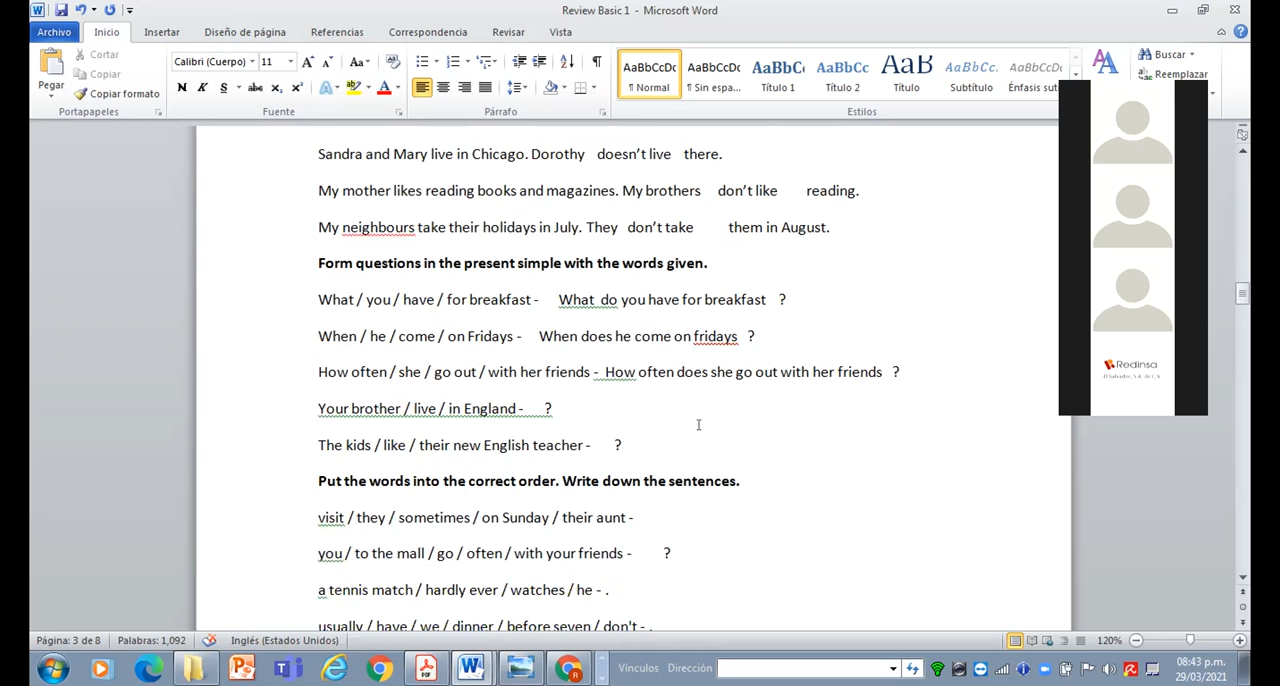 Review Basic 1 - Microsoft Word
Archivo Inicio Insertar Diseño de página Referencias Correspondencia Revisar Vista
Pegar
Cortar
Copiar
Copiar formato
Portapapeles
Calibri (Cuerpo) 11
Fuente
Párrafo
AaBbCcDc AaBbCcDc AaBbC AaBbCc AaB AaBbCc. AaBbCcDc
¶ Normal ¶ Sin espa... Título 1 Título 2 Título Subtítulo Énfasis sut
Estilos
Buscar
Reemplazar
Sandra and Mary live in Chicago. Dorothy doesn't live there.
My mother likes reading books and magazines. My brothers don't like reading.
My neighbours take their holidays in July. They don't take them in August.
Form questions in the present simple with the words given.
What / you / have / for breakfast - What do you have for breakfast ?
When / he / come / on Fridays - When does he come on fridays ?
How often / she / go out / with her friends - How often does she go out with her friends ?
Your brother / live / in England - ?
The kids / like / their new English teacher - ?
Put the words into the correct order. Write down the sentences.
visit / they / sometimes / on Sunday / their aunt -
you / to the mall / go / often / with your friends - ?
a tennis match / hardly ever / watches / he - .
usually / have / we / dinner / before seven / don't - .
Redinsa
Página: 3 de 8 Palabras: 1,092 Inglés (Estados Unidos) 120%
Vínculos Dirección
08:43 p.m.
29/03/2021